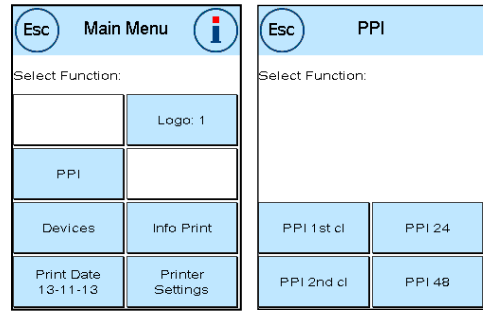 Esc Main Menu i
Select Function:
Logo: 1
PPI
Devices Info Print
Print Date
13-11-13
Printer
Settings
Esc PPI
Select Function:
PPI 1st cl PPI 24
PPI 2nd cl PPI 48